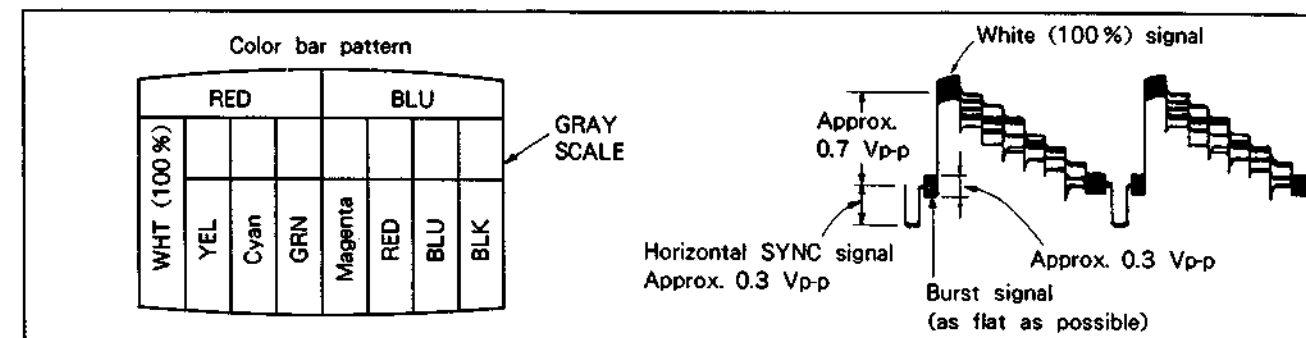 Color bar pattern
RED BLU
WHT (100%)
YEL
Cyan
GRN
Magenta
RED
BLU
BLK
GRAY
SCALE
White (100%) signal
Approx.
0.7 Vp-p
Horizontal SYNC signal
Approx. 0.3 Vp-p
Approx. 0.3 Vp-p
Burst signal
(as flat as possible)